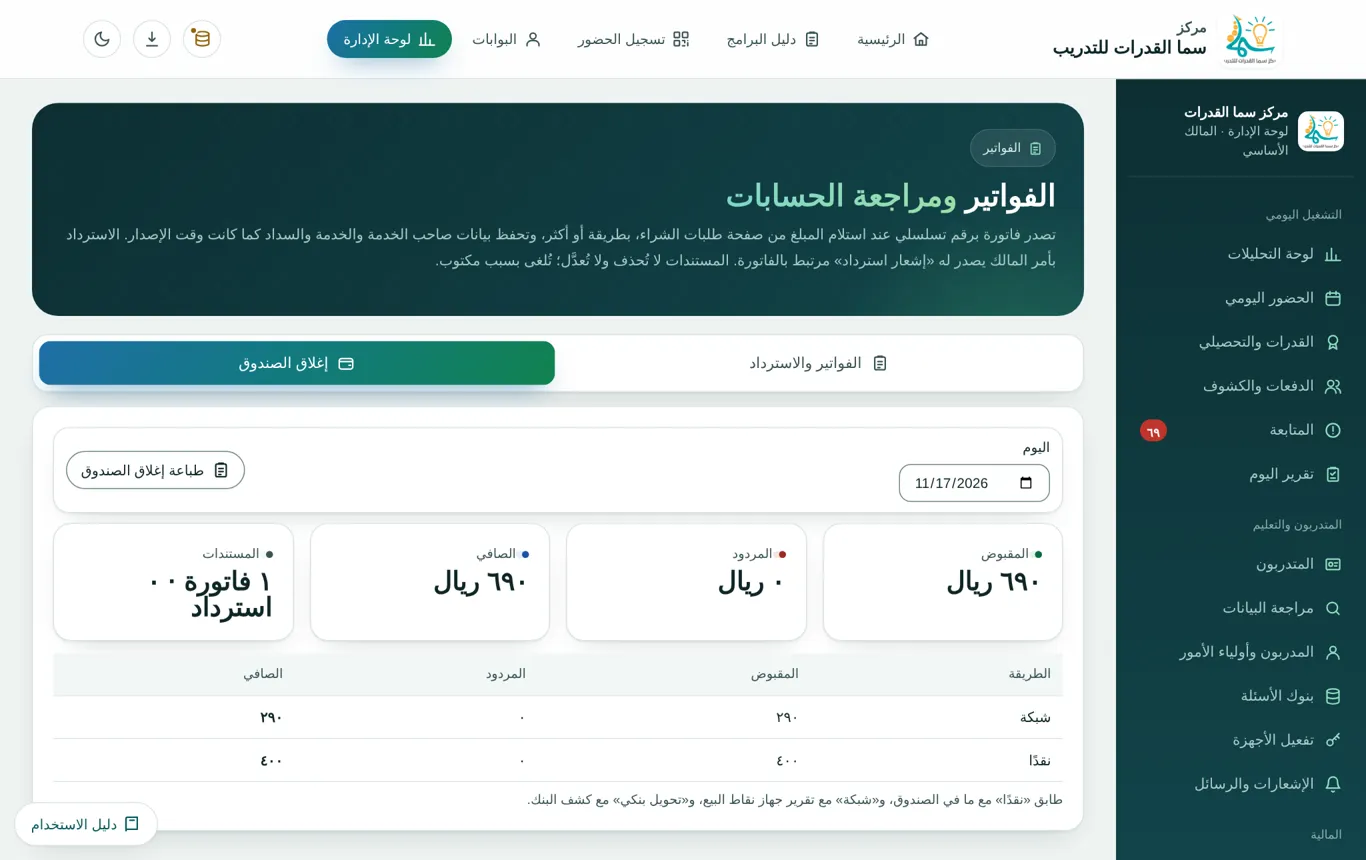 مركز
سما القدرات للتدريب
الرئيسية
دليل البرامج
تسجيل الحضور
البوابات
لوحة الإدارة
مركز سما القدرات
لوحة الإدارة · المالك
الأساسي
التشغيل اليومي
لوحة التحليلات
الحضور اليومي
القدرات والتحصيلي
الدفعات والكشوف
المتابعة
٦٩
تقرير اليوم
المتدربون والتعليم
المتدربون
مراجعة البيانات
المدربون وأولياء الأمور
بنوك الأسئلة
تفعيل الأجهزة
الإشعارات والرسائل
المالية
الفواتير
الفواتير ومراجعة الحسابات
تصدر فاتورة برقم تسلسلي عند استلام المبلغ من صفحة طلبات الشراء، بطريقة أو أكثر، وتحفظ بيانات صاحب الخدمة والخدمة والسداد كما كانت وقت الإصدار. الاسترداد
بأمر المالك يصدر له «إشعار استرداد» مرتبط بالفاتورة. المستندات لا تُحذف ولا تُعدَّل؛ تُلغى بسبب مكتوب.
الفواتير والاسترداد
إغلاق الصندوق
اليوم
11/17/2026
طباعة إغلاق الصندوق
المقبوض
٦٩٠ ريال
المردود
٠ ريال
الصافي
٦٩٠ ريال
المستندات
١ فاتورة · ٠
استرداد
الطريقة المقبوض المردود الصافي
شبكة ٢٩٠ ٠ ٢٩٠
نقدًا ٤٠٠ ٠ ٤٠٠
طابق «نقدًا» مع ما في الصندوق، و«شبكة» مع تقرير جهاز نقاط البيع، و«تحويل بنكي» مع كشف البنك.
دليل الاستخدام